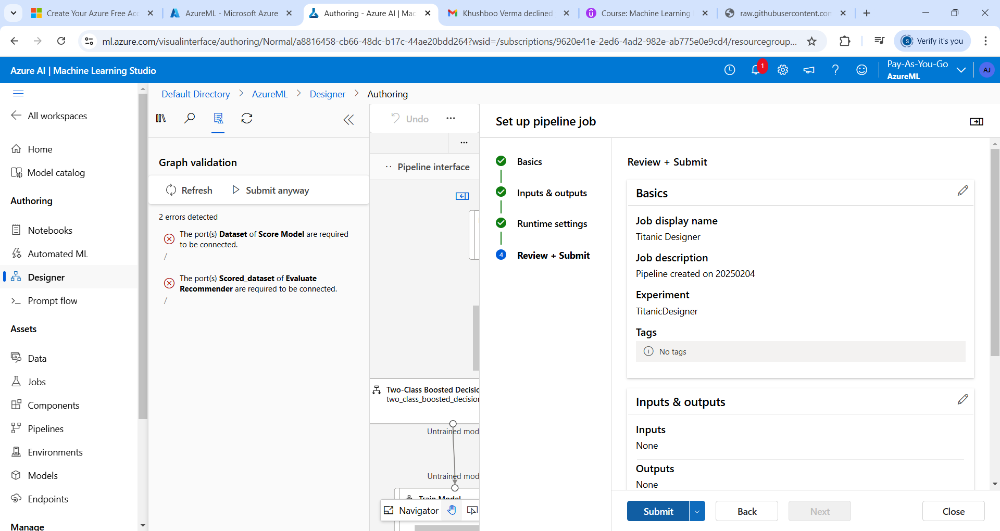 Create Your Azure Free Acc
AzureML - Microsoft Azure
Authoring - Azure AI | Mac
Khushboo Verma declined
Course: Machine Learning
raw.githubusercontent.con
ml.azure.com/visualinterface/authoring/Normal/a8816458-cb66-48dc-b17c-44ae20bdd264?wsid=/subscriptions/9620e41e-2ed6-4ad2-982e-ab775e0e9cd4/resourcegroup...
S
Verify it's you
Azure AI | Machine Learning Studio
1
Pay-As-You-Go
AzureML
AJ
All workspaces
Home
Model catalog
Authoring
Notebooks
Automated ML
Designer
Prompt flow
Assets
Data
Jobs
Components
Pipelines
Environments
Models
Endpoints
Manage
Default Directory > AzureML > Designer > Authoring
Graph validation
Refresh
Submit anyway
2 errors detected
The port(s) Dataset of Score Model are required
to be connected.
/
The port(s) Scored_dataset of Evaluate
Recommender are required to be connected.
/
Undo
...
...
Pipeline interface
Two-Class Boosted Decisio
two_class_boosted_decision
Untrained mod
Untrained mod
Train Model
Navigator
Set up pipeline job
Basics
Inputs & outputs
Runtime settings
4
Review + Submit
Review + Submit
Basics
Job display name
Titanic Designer
Job description
Pipeline created on 20250204
Experiment
TitanicDesigner
Tags
No tags
Inputs & outputs
Inputs
None
Outputs
None
Submit
Back
Next
Close